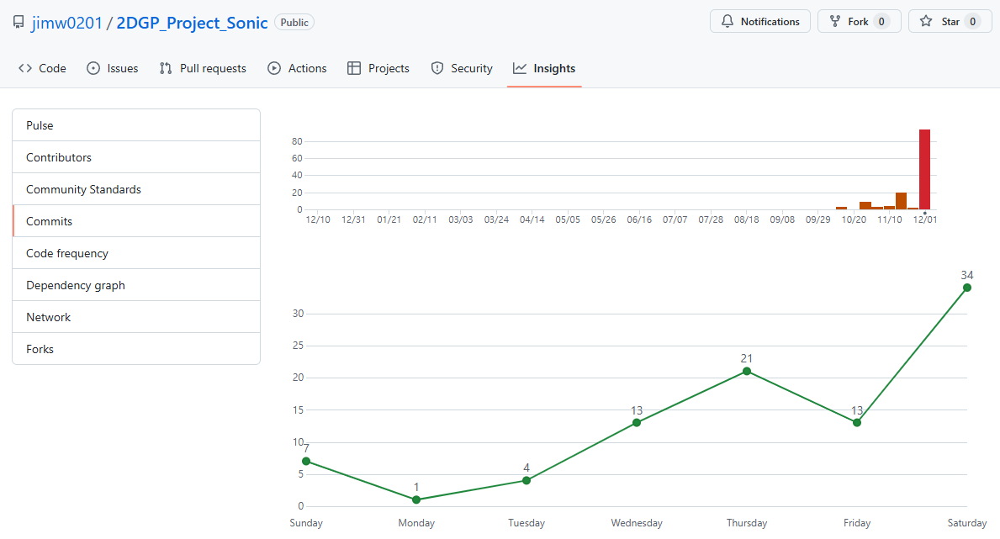 jimw0201 / 2DGP_Project_Sonic Public
Notifications Fork 0 Star 0
Code Issues Pull requests Actions Projects Security Insights
Pulse
Contributors
Community Standards
Commits
Code frequency
Dependency graph
Network
Forks
80
60
40
20
0
12/10 12/31 01/21 02/11 03/03 03/24 04/14 05/05 05/26 06/16 07/07 07/28 08/18 09/08 09/29 10/20 11/10 12/01
34
30
25
21
20
15
13
13
10
7
5
4
1
0
Sunday Monday Tuesday Wednesday Thursday Friday Saturday